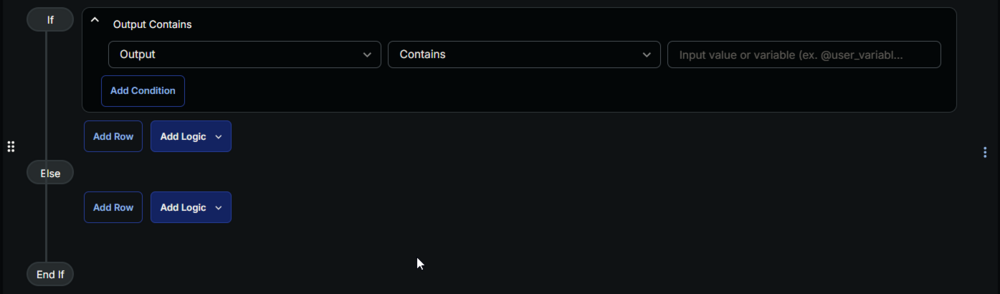 If
Output Contains
Output
Contains
Input value or variable (ex. @user_variabl...
Add Condition
Add Row
Add Logic
Else
Add Row
Add Logic
End If